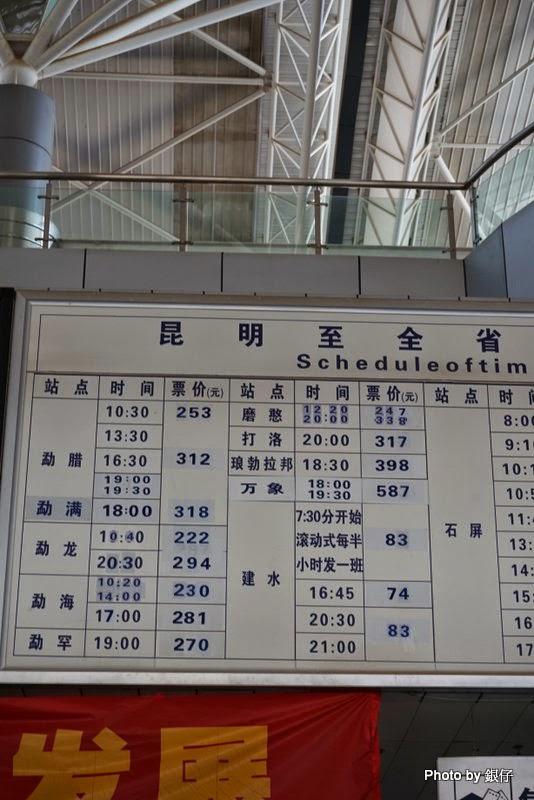 昆明至全省
Scheduleoftim
站点 时间 票价(元) 站点 时间 票价(元) 站点 时
勐腊 10:30 253
13:30
16:30 312
19:00
19:30
勐满 18:00 318
勐龙 10:40 222
20:30 294
勐海 10:20 230
14:00
17:00 281
勐罕 19:00 270
磨憨 12 20 247
20:00 338
打洛 20:00 317
琅勃拉邦 18:30 398
万象 18:00 587
19:30
建水 7:30分开始 83
滚动式每半
小时发一班
16:45 74
20:30 83
21:00
石屏 8:00
9:10
10:1
10:5
11:4
13:
14:
15:
16:
17:
发展
Photo by 銀仔